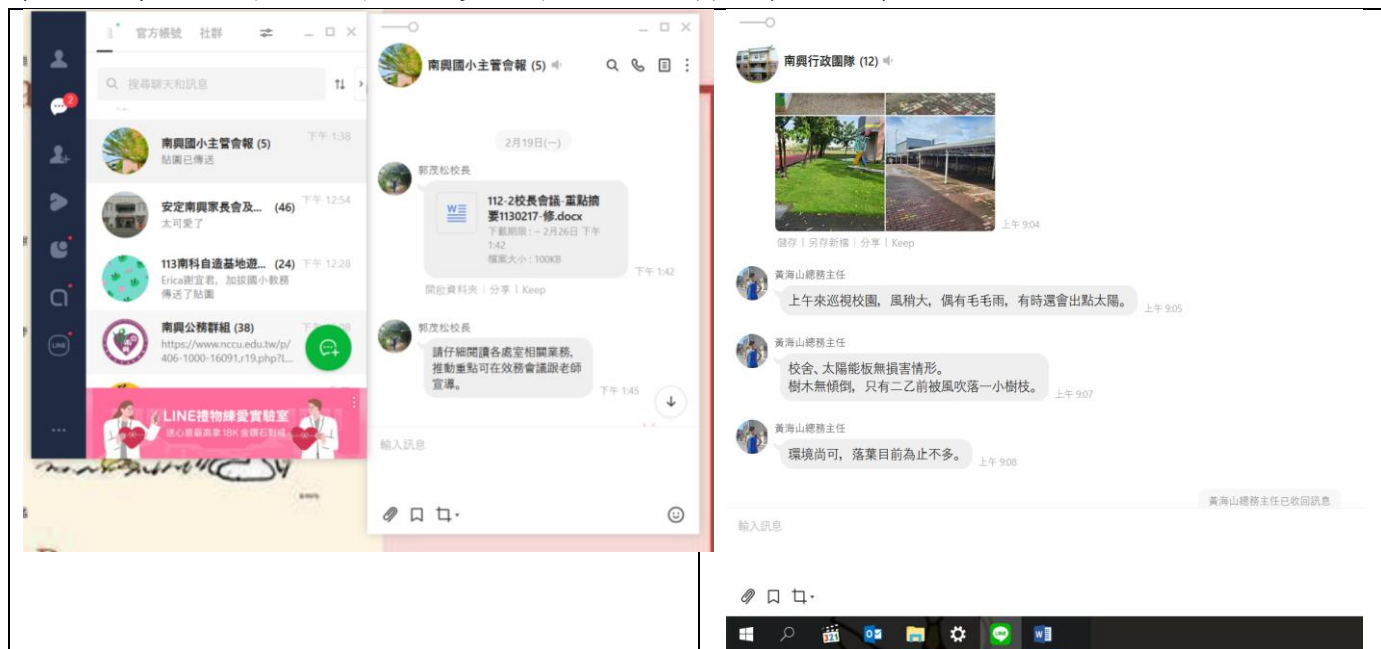 官方帳號 社群
2
搜尋聊天和訊息
南興國小主管會報 (5) 下午 1:38
貼圖已傳送
安定南興家長會及... (46) 下午 12:54
太可愛了
113南科自造基地遊... (24) 下午 12:28
Erica謝宜君, 加拔國小教務
傳送了貼圖
南興公務群組 (38)
https://www.nccu.edu.tw/p/
406-1000-16091,r19.php?L...
LINE
LINE禮物練愛實驗室
送心意最高拿18K金鑽石對戒
南興國小主管會報 (5)
2月19日(一)
郭茂松校長
112-2校長會議-重點摘
要1130217-修.docx
下載期限 : ~ 2月26日 下午
1:42
檔案大小 : 100KB
下午 1:42
開啟資料夾 | 分享 | Keep
郭茂松校長
請仔細閱讀各處室相關業務,
推動重點可在效務會議跟老師
宣導。
下午 1:45
輸入訊息
南興行政團隊 (12)
上午 9:04
儲存 | 另存新檔 | 分享 | Keep
黃海山總務主任
上午來巡視校園，風稍大，偶有毛毛雨，有時還會出點太陽。 上午 9:05
黃海山總務主任
校舍、太陽能板無損害情形。
樹木無傾倒，只有二乙前被風吹落一小樹枝。 上午 9:07
黃海山總務主任
環境尚可，落葉目前為止不多。 上午 9:08
黃海山總務主任已收回訊息
輸入訊息
321